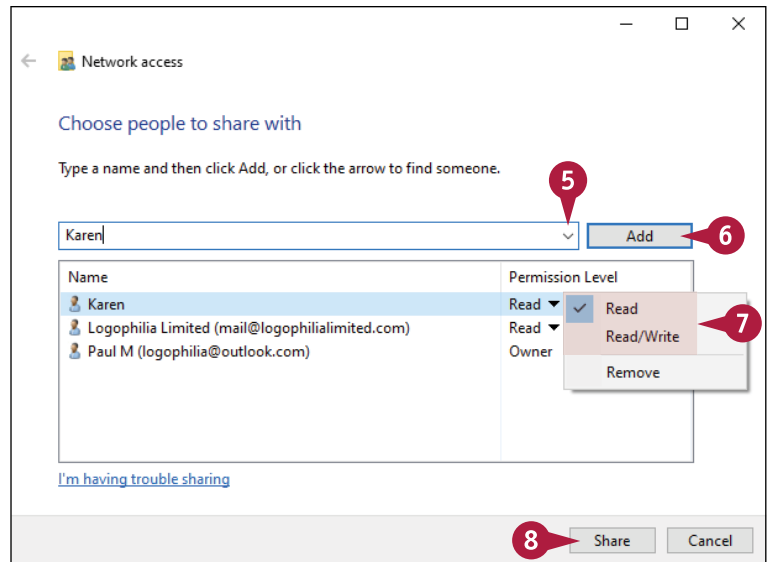 Network access
Choose people to share with
Type a name and then click Add, or click the arrow to find someone.
5
Karen
Add
6
Name Permission Level
Karen Read
Logophilia Limited (mail@logophilialimited.com) Read
Paul M (logophilia@outlook.com) Owner
Read
Read/Write
7
Remove
I'm having trouble sharing
8
Share Cancel